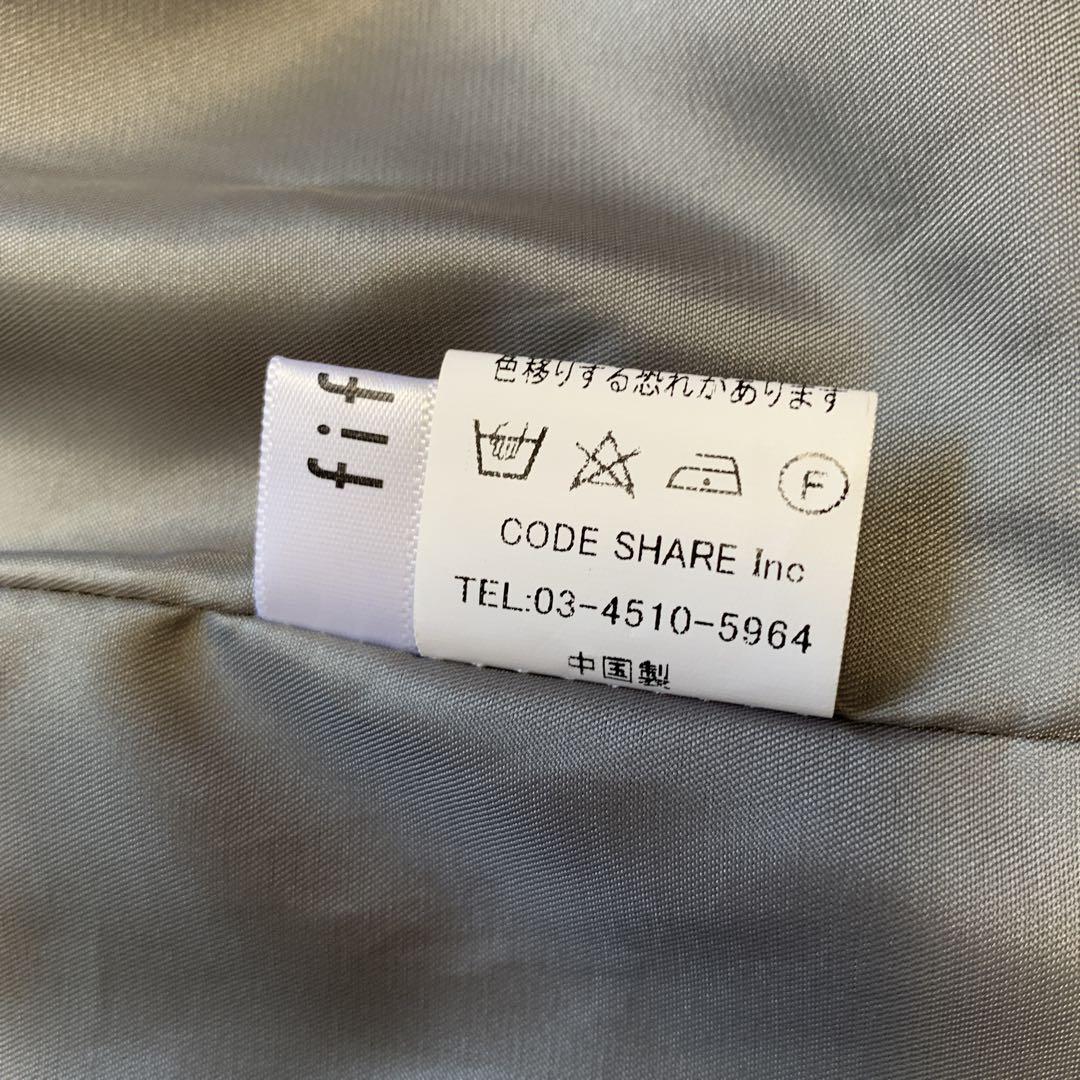 fif
色移りする恐れがあります
F
CODE SHARE Inc
TEL:03-4510-5964
中国製